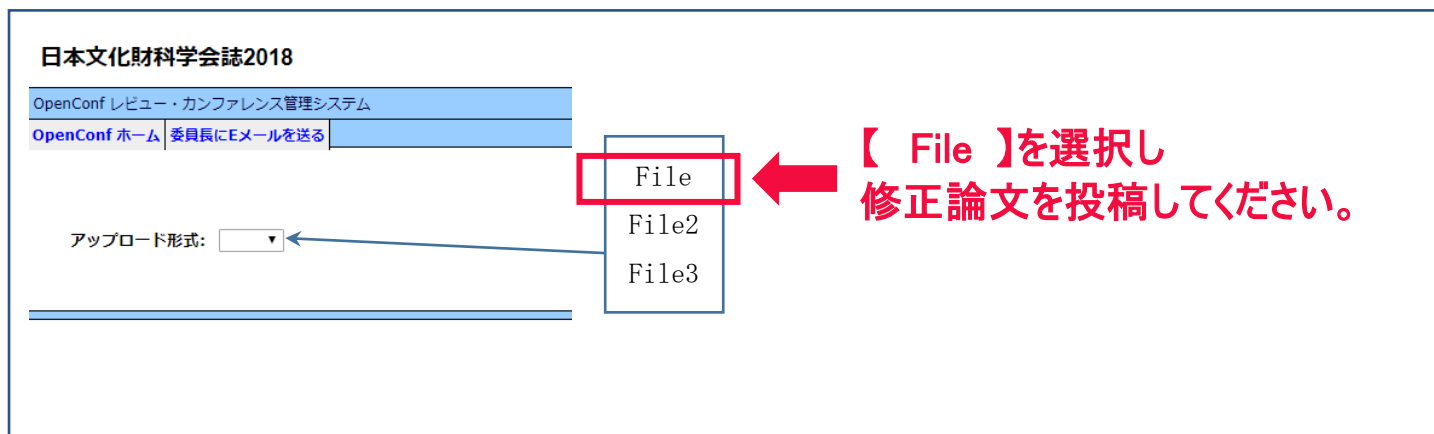 日本文化財科学会誌2018
OpenConf レビュー・カンファレンス管理システム
OpenConf ホーム 委員長にEメールを送る
アップロード形式:
File
File2
File3
【 File 】を選択し
修正論文を投稿してください。